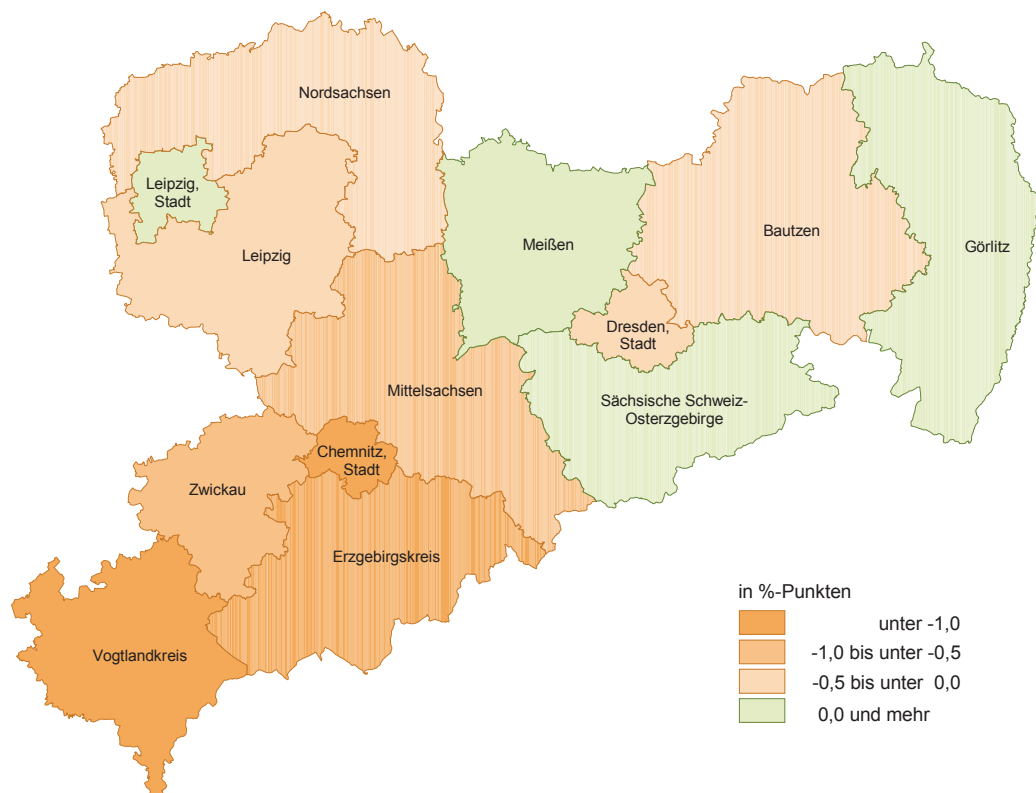 Nordsachsen
Leipzig,
Stadt
Leipzig
Meißen
Bautzen
Görlitz
Dresden,
Stadt
Mittelsachsen
Sächsische Schweiz-
Osterzgebirge
Chemnitz,
Stadt
Zwickau
Erzgebirgskreis
Vogtlandkreis
in %-Punkten
unter -1,0
-1,0 bis unter -0,5
-0,5 bis unter 0,0
0,0 und mehr